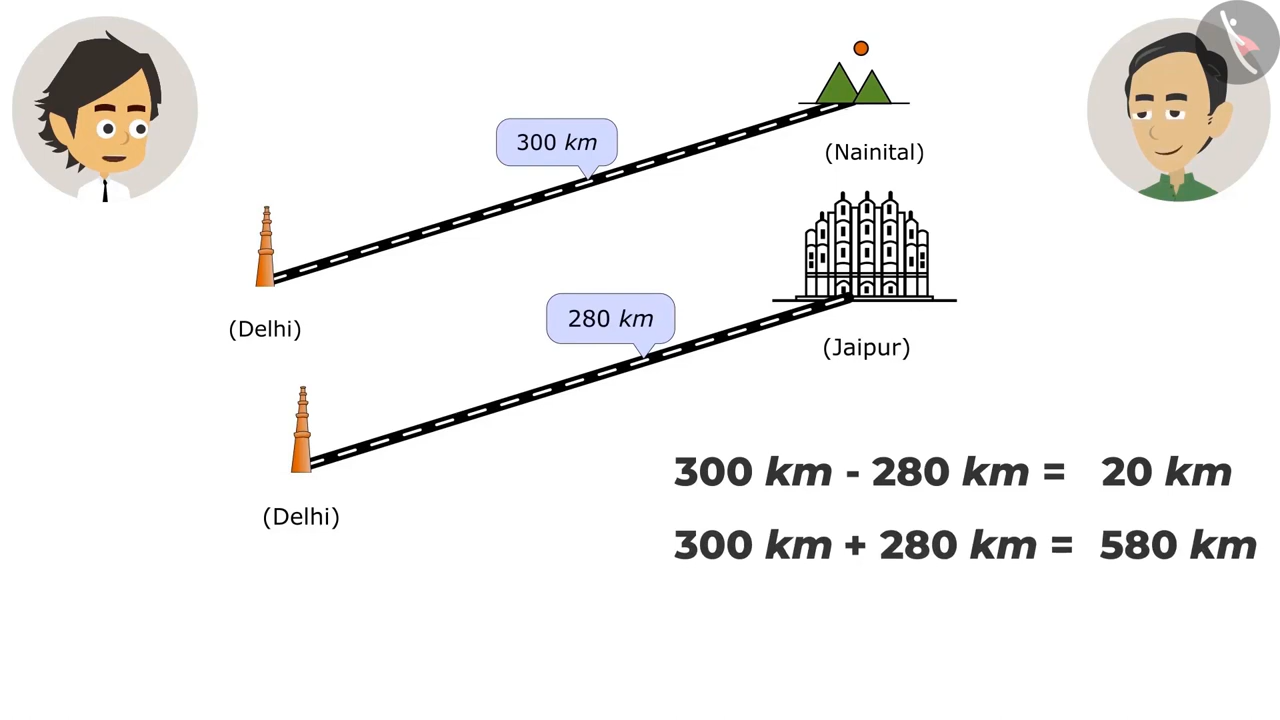 300 km
(Nainital)
(Delhi)
280 km
(Jaipur)
(Delhi)
300 km - 280 km = 20 km
300 km + 280 km = 580 km